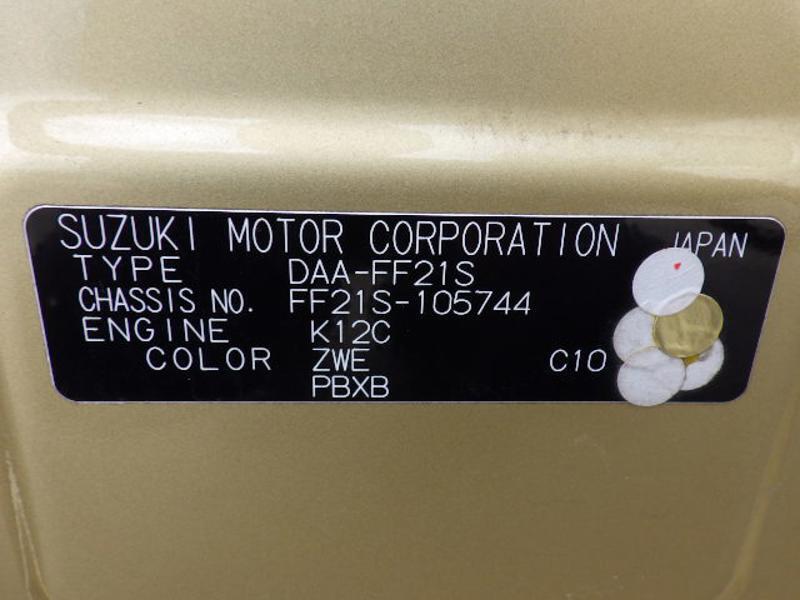 SUZUKI MOTOR CORPORATION JAPAN
TYPE DAA-FF21S
CHASSIS NO. FF21S-105744
ENGINE K12C
COLOR ZWE C10
PBXB